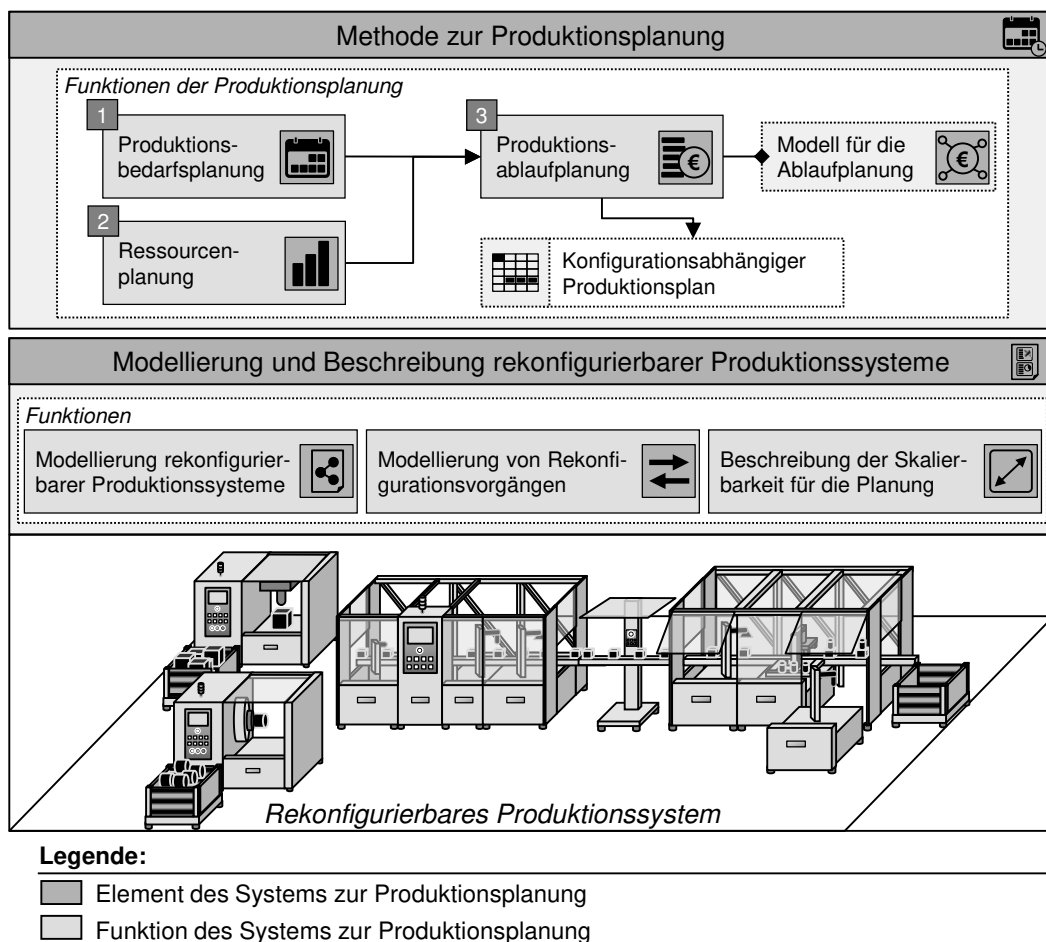 Methode zur Produktionsplanung
Funktionen der Produktionsplanung
1
Produktions-
bedarfsplanung
2
Ressourcen-
planung
3
Produktions-
ablaufplanung
€
Modell für die
Ablaufplanung
€
Konfigurationsabhängiger
Produktionsplan
Modellierung und Beschreibung rekonfigurierbarer Produktionssysteme
Funktionen
Modellierung rekonfigurier-
barer Produktionssysteme
Modellierung von Rekonfi-
gurationsvorgängen
Beschreibung der Skalier-
barkeit für die Planung
Rekonfigurierbares Produktionssystem
Legende:
Element des Systems zur Produktionsplanung
Funktion des Systems zur Produktionsplanung